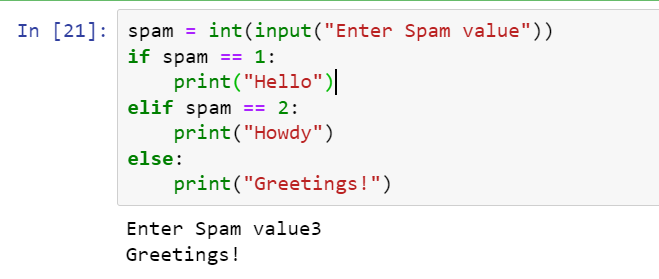 In [21]: spam = int(input("Enter Spam value"))
if spam == 1:
    print("Hello")
elif spam == 2:
    print("Howdy")
else:
    print("Greetings!")
Enter Spam value3
Greetings!